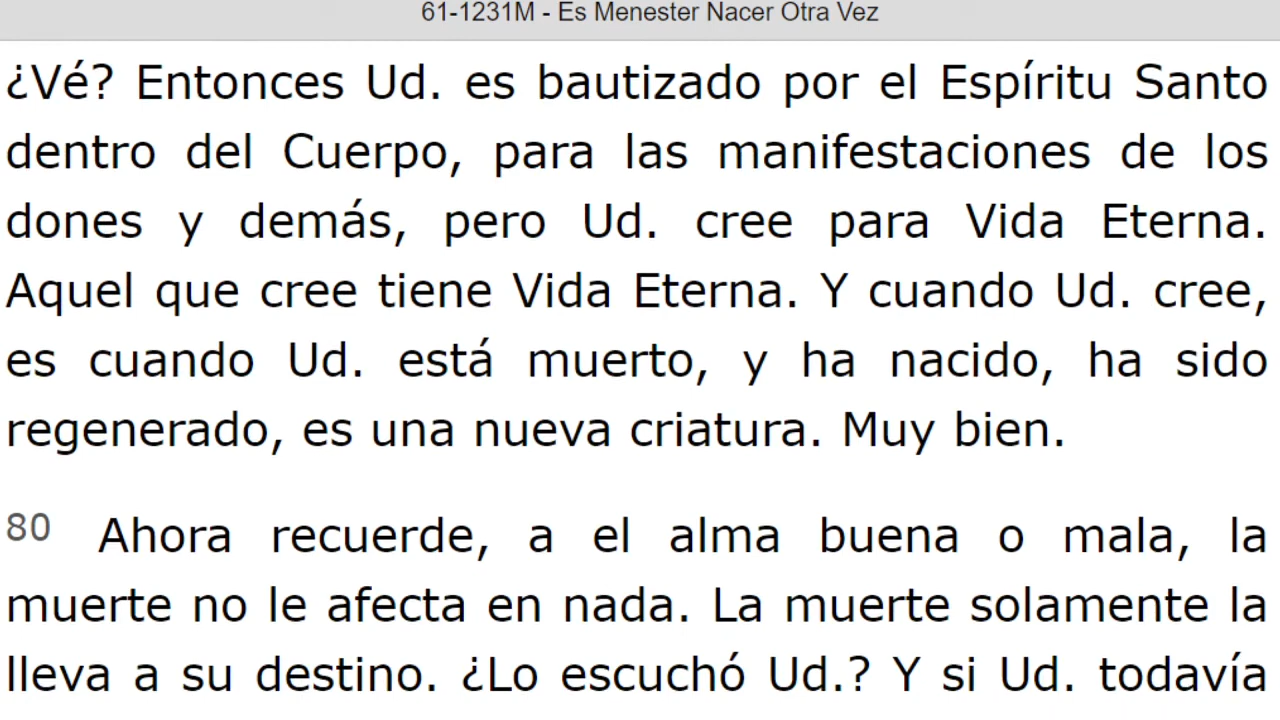 61-1231M - Es Menester Nacer Otra Vez
¿Vé? Entonces Ud. es bautizado por el Espíritu Santo
dentro del Cuerpo, para las manifestaciones de los
dones y demás, pero Ud. cree para Vida Eterna.
Aquel que cree tiene Vida Eterna. Y cuando Ud. cree,
es cuando Ud. está muerto, y ha nacido, ha sido
regenerado, es una nueva criatura. Muy bien.
80 Ahora recuerde, a el alma buena o mala, la
muerte no le afecta en nada. La muerte solamente la
lleva a su destino. ¿Lo escuchó Ud.? Y si Ud. todavía